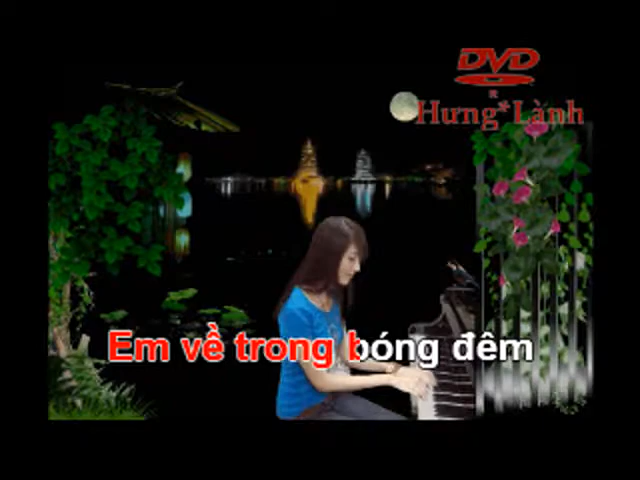 DVD
R
Hưng*Lành
Em về trong bóng đêm